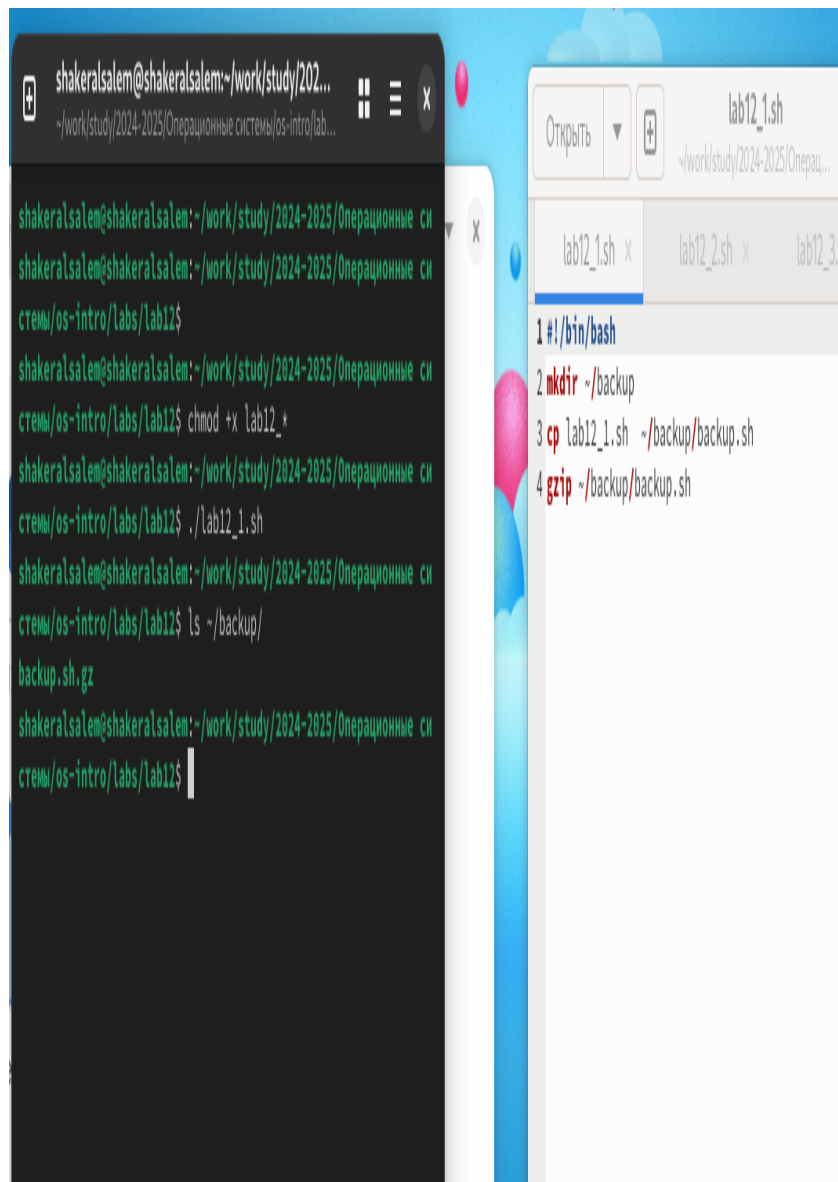 shakeralsalem@shakeralsalem:~/work/study/202...
~/work/study/2024-2025/Операционные системы/os-intro/lab...
shakeralsalem@shakeralsalem:~/work/study/2024-2025/Операционные си
shakeralsalem@shakeralsalem:~/work/study/2024-2025/Операционные си
стемы/os-intro/labs/lab12$
shakeralsalem@shakeralsalem:~/work/study/2024-2025/Операционные си
стемы/os-intro/labs/lab12$ chmod +x lab12_*
shakeralsalem@shakeralsalem:~/work/study/2024-2025/Операционные си
стемы/os-intro/labs/lab12$ ./lab12_1.sh
shakeralsalem@shakeralsalem:~/work/study/2024-2025/Операционные си
стемы/os-intro/labs/lab12$ ls ~/backup/
backup.sh.gz
shakeralsalem@shakeralsalem:~/work/study/2024-2025/Операционные си
стемы/os-intro/labs/lab12$
Открыть
lab12_1.sh
~/work/study/2024-2025/Операц...
lab12_1.sh lab12_2.sh lab12_3.
1 #!/bin/bash
2 mkdir ~/backup
3 cp lab12_1.sh ~/backup/backup.sh
4 gzip ~/backup/backup.sh